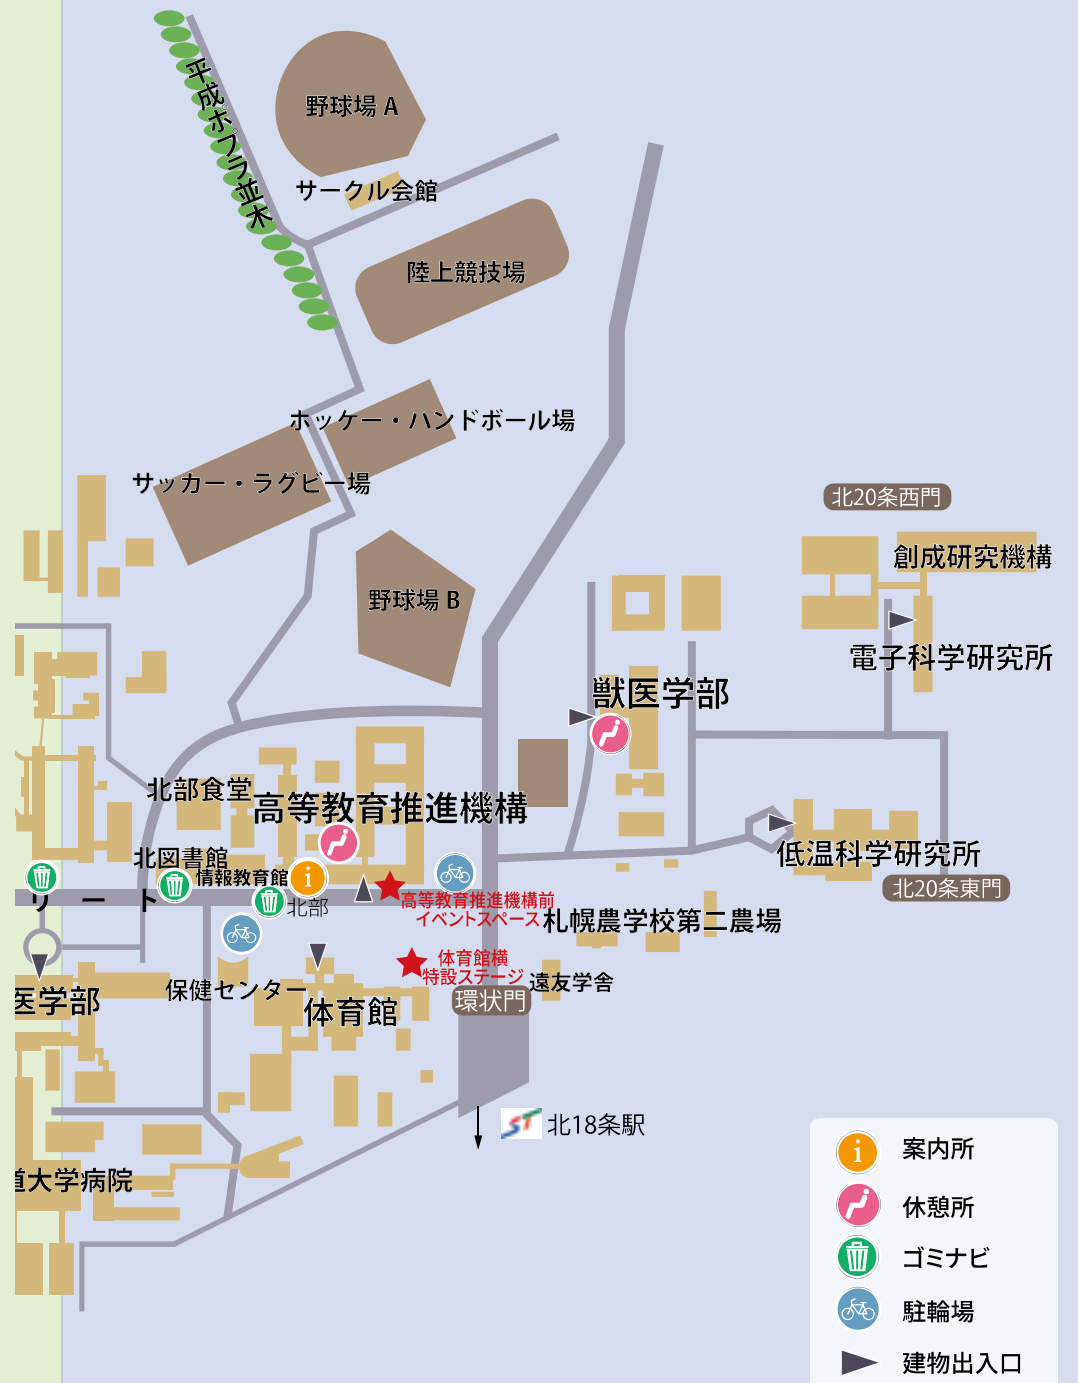 平成ポプラ並木
野球場 A
サークル会館
陸上競技場
ホッケー・ハンドボール場
サッカー・ラグビー場
野球場 B
北20条西門
創成研究機構
電子科学研究所
獣医学部
北部食堂
高等教育推進機構
北図書館
情報教育館
i
北部
リート
高等教育推進機構前
イベントスペース
低温科学研究所
北20条東門
札幌農学校第二農場
体育館横
特設ステージ
遠友学舎
環状門
保健センター
体育館
医学部
ST
北18条駅
道大学病院
i
案内所
休憩所
ゴミナビ
駐輪場
建物出入口